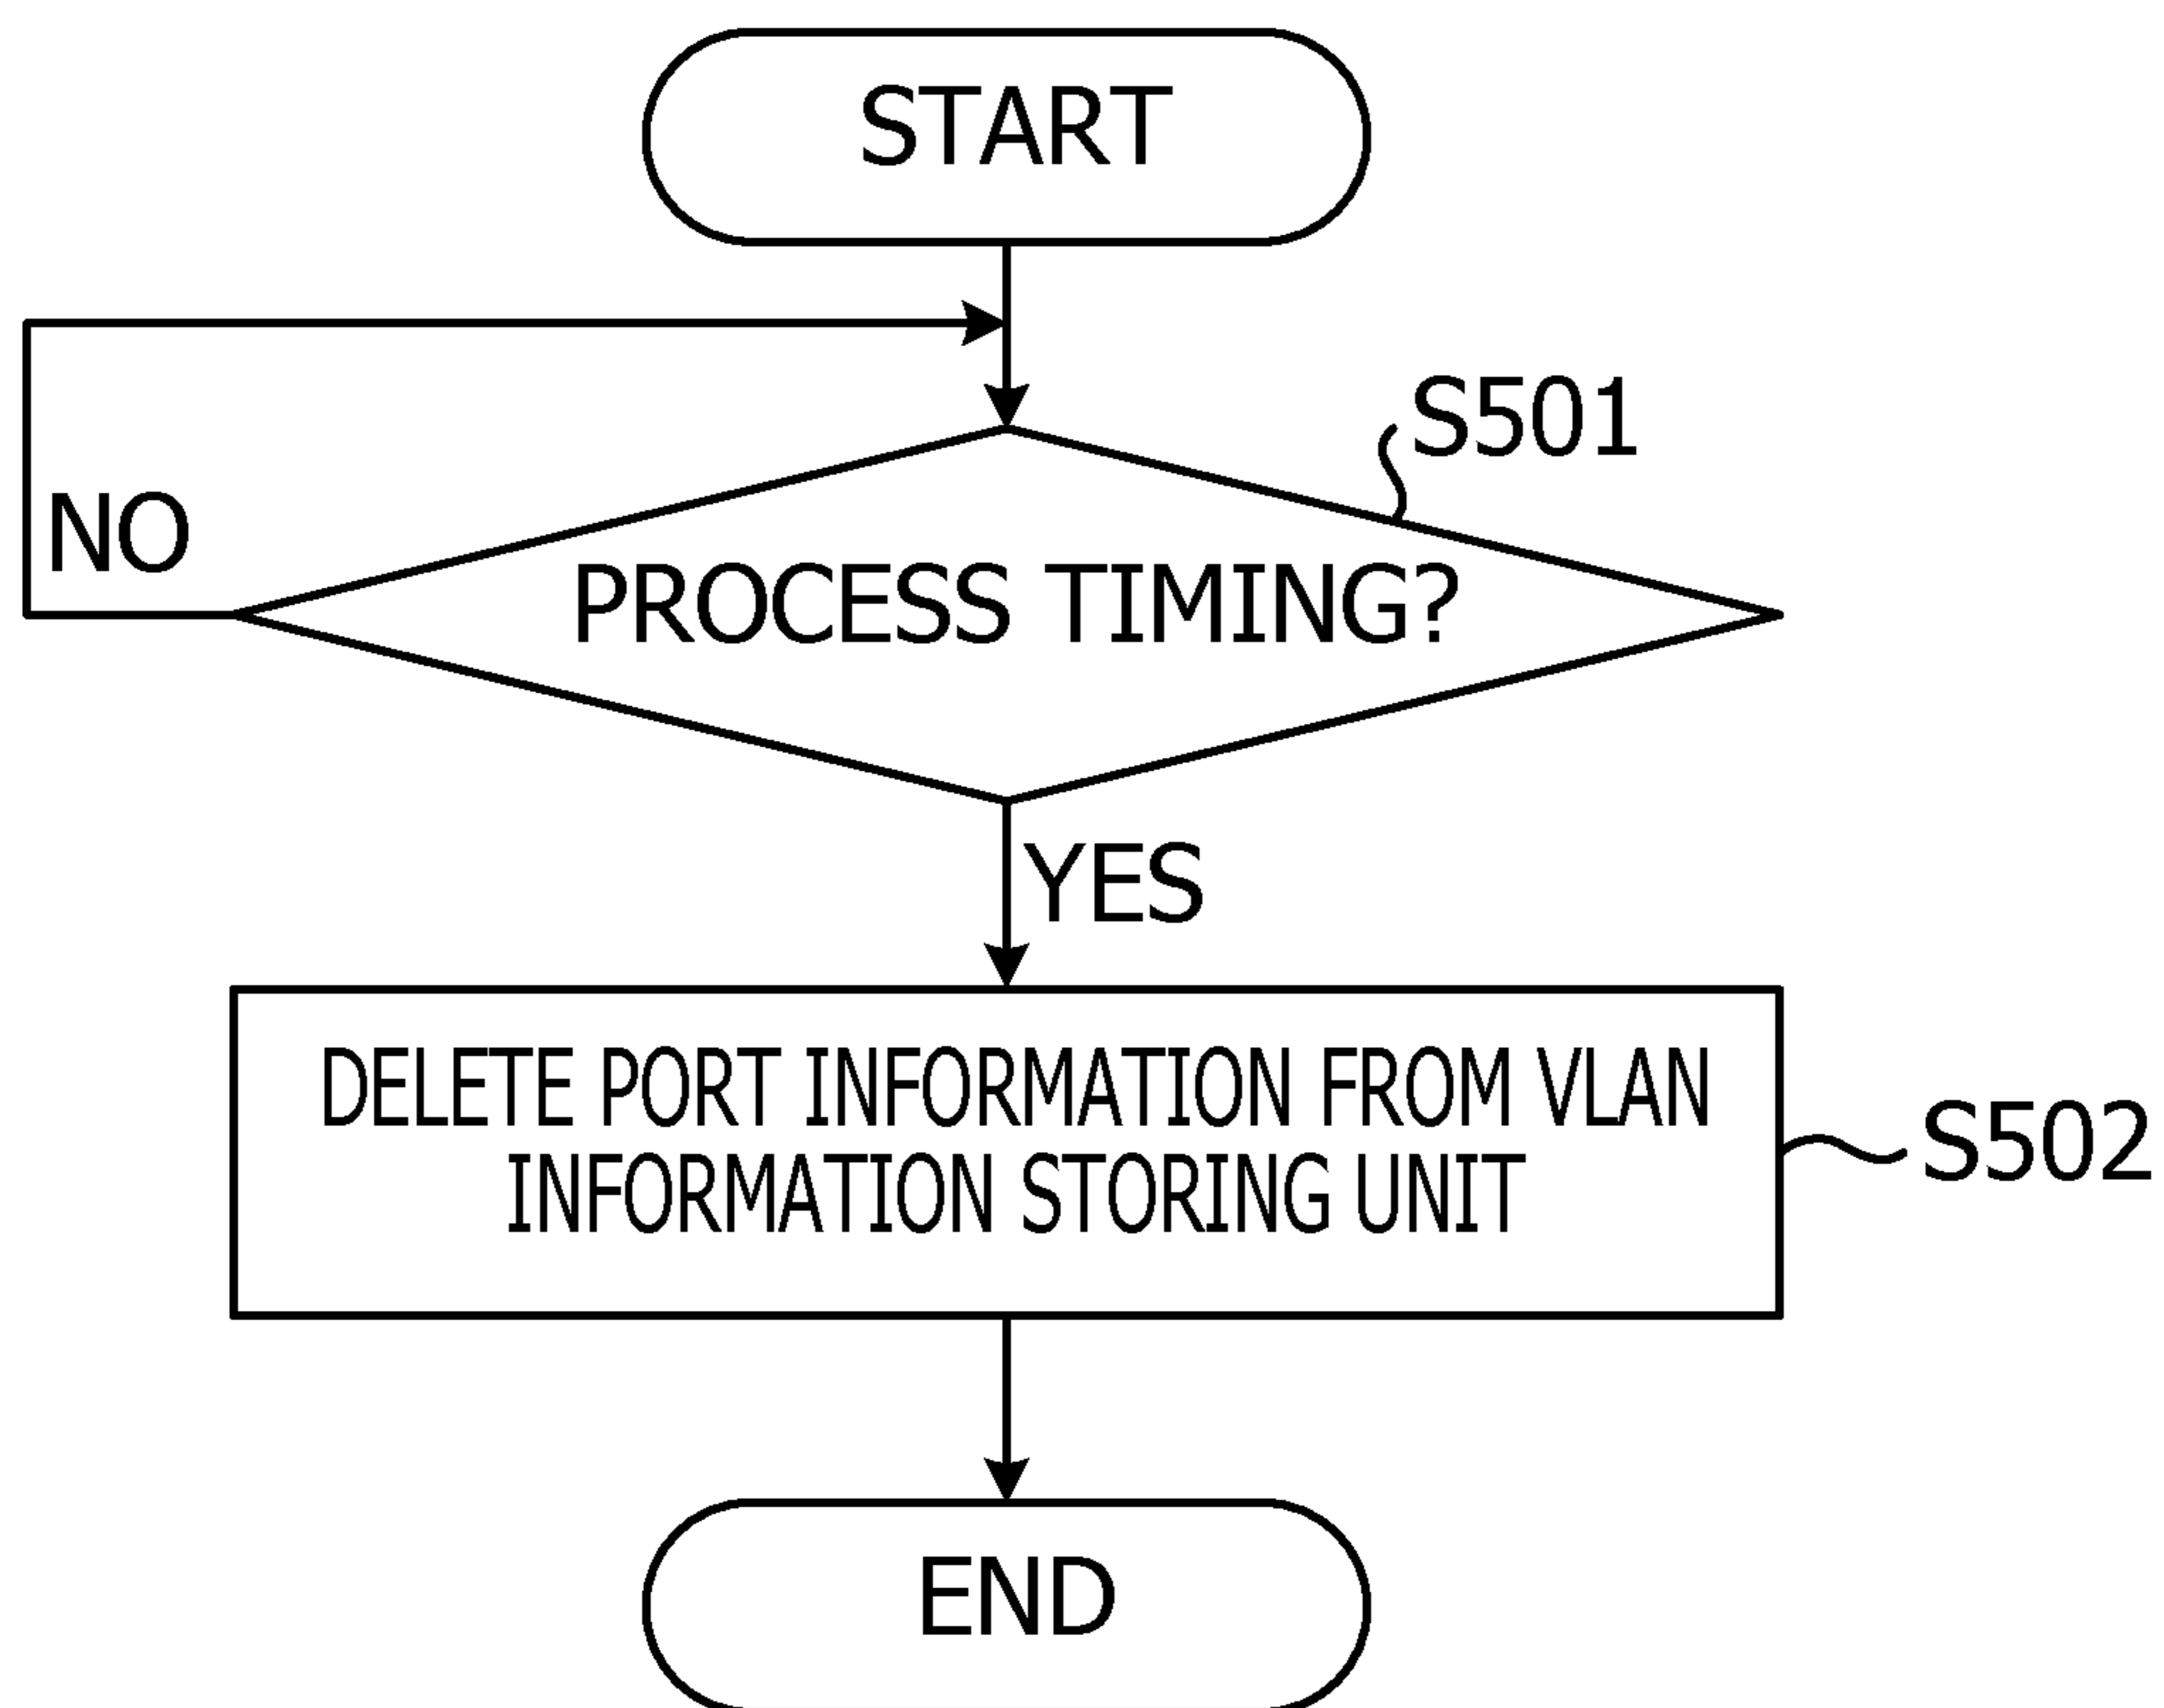 START
S501
NO
PROCESS TIMING?
YES
DELETE PORT INFORMATION FROM VLAN
INFORMATION STORING UNIT
S502
END